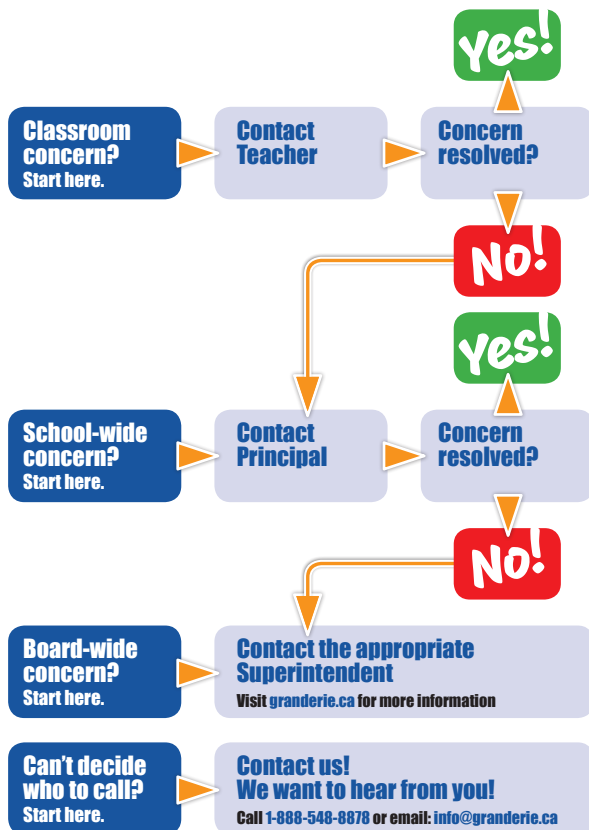 Yes!
Classroom
concern?
Start here.
Contact
Teacher
Concern
resolved?
No!
Yes!
School-wide
concern?
Start here.
Contact
Principal
Concern
resolved?
No!
Board-wide
concern?
Start here.
Contact the appropriate
Superintendent
Visit granderie.ca for more information
Can't decide
who to call?
Start here.
Contact us!
We want to hear from you!
Call 1-888-548-8878 or email: info@granderie.ca